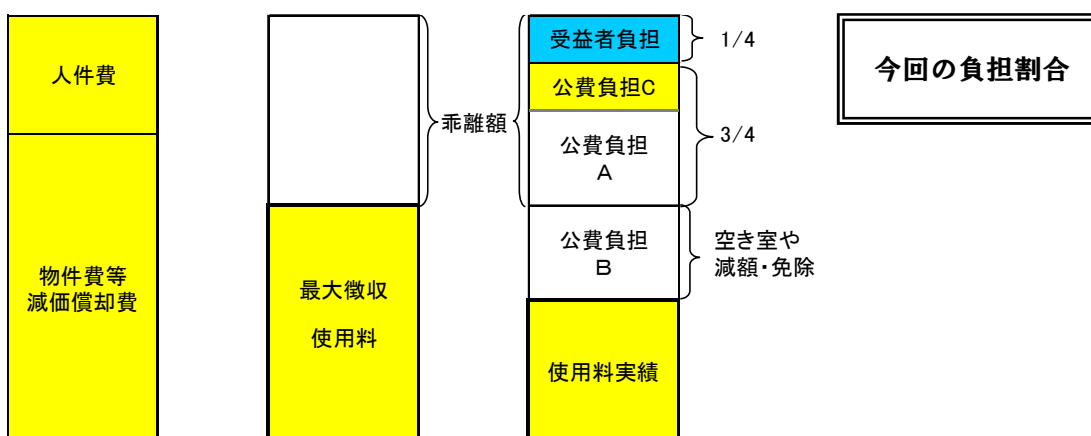 人件費
物件費等
減価償却費
最大徴収
使用料
乖離額
受益者負担
公費負担C
公費負担
A
公費負担
B
使用料実績
1/4
3/4
空き室や
減額・免除
今回の負担割合